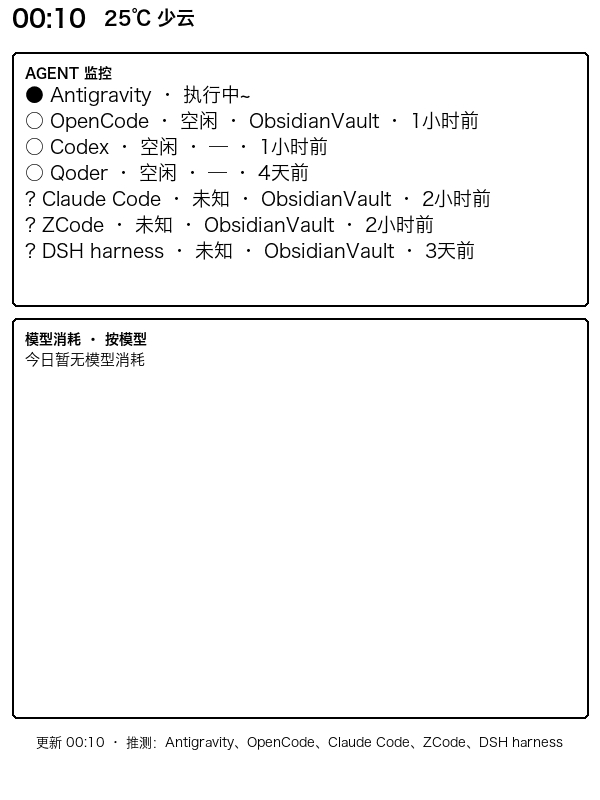 00:10 25℃ 少云
AGENT 监控
● Antigravity · 执行中~
○ OpenCode · 空闲 · ObsidianVault · 1小时前
○ Codex · 空闲 · — · 1小时前
○ Qoder · 空闲 · — · 4天前
? Claude Code · 未知 · ObsidianVault · 2小时前
? ZCode · 未知 · ObsidianVault · 2小时前
? DSH harness · 未知 · ObsidianVault · 3天前
模型消耗 · 按模型
今日暂无模型消耗
更新 00:10 · 推测：Antigravity、OpenCode、Claude Code、ZCode、DSH harness